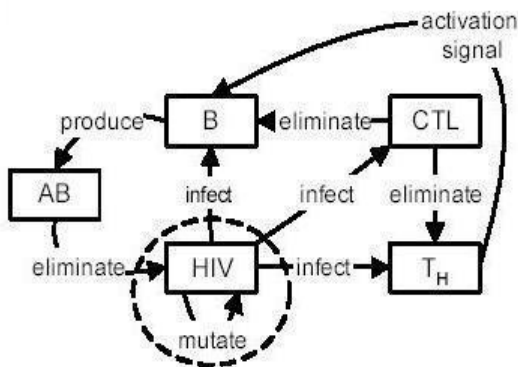 activation
signal
produce
B
eliminate
CTL
AB
infect
infect
eliminate
eliminate
HIV
infect
TH
mutate